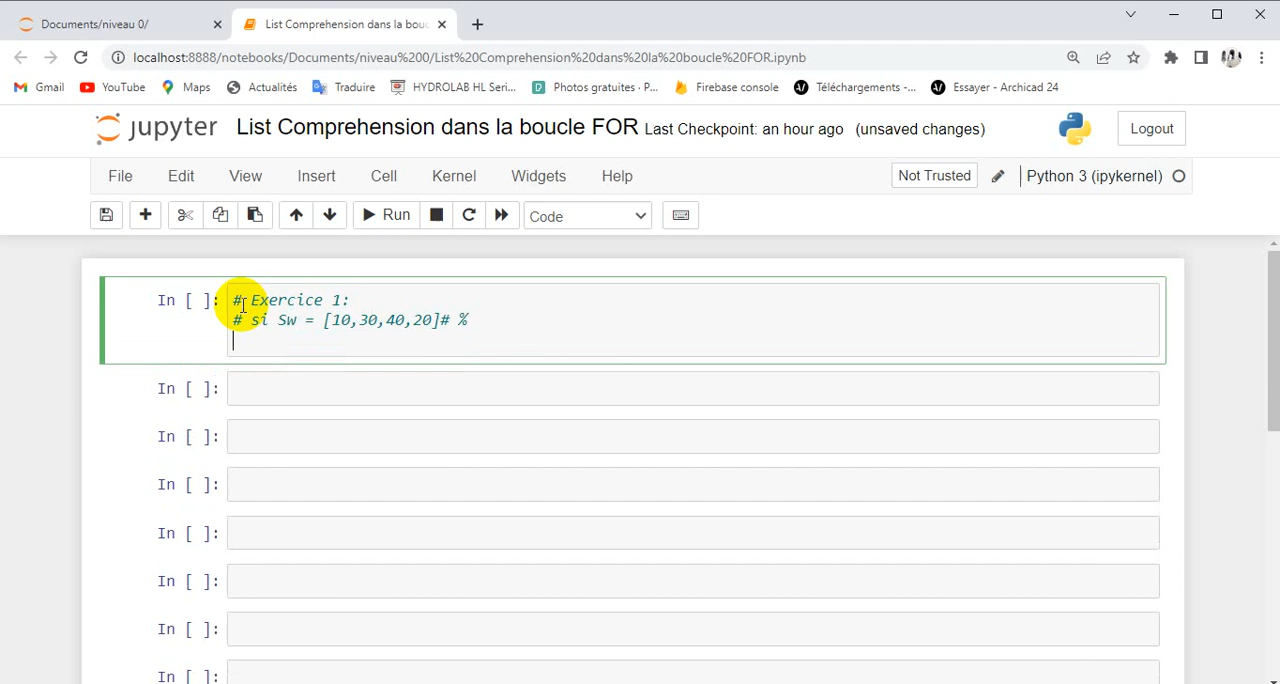 Documents/niveau 0/
List Comprehension dans la bouc
localhost:8888/notebooks/Documents/niveau%200/List%20Comprehension%20dans%20la%20boucle%20FOR.ipynb
Gmail YouTube Maps Actualités Traduire HYDROLAB HL Seri... Photos gratuites · P... Firebase console Téléchargements -... Essayer - Archicad 24
jupyter List Comprehension dans la boucle FOR Last Checkpoint: an hour ago (unsaved changes) Logout
File Edit View Insert Cell Kernel Widgets Help Not Trusted Python 3 (ipykernel)
Run Code
In [ ]: # Exercice 1:
# si Sw = [10,30,40,20]# %
In [ ]:
In [ ]:
In [ ]:
In [ ]:
In [ ]:
In [ ]:
In [ ]: